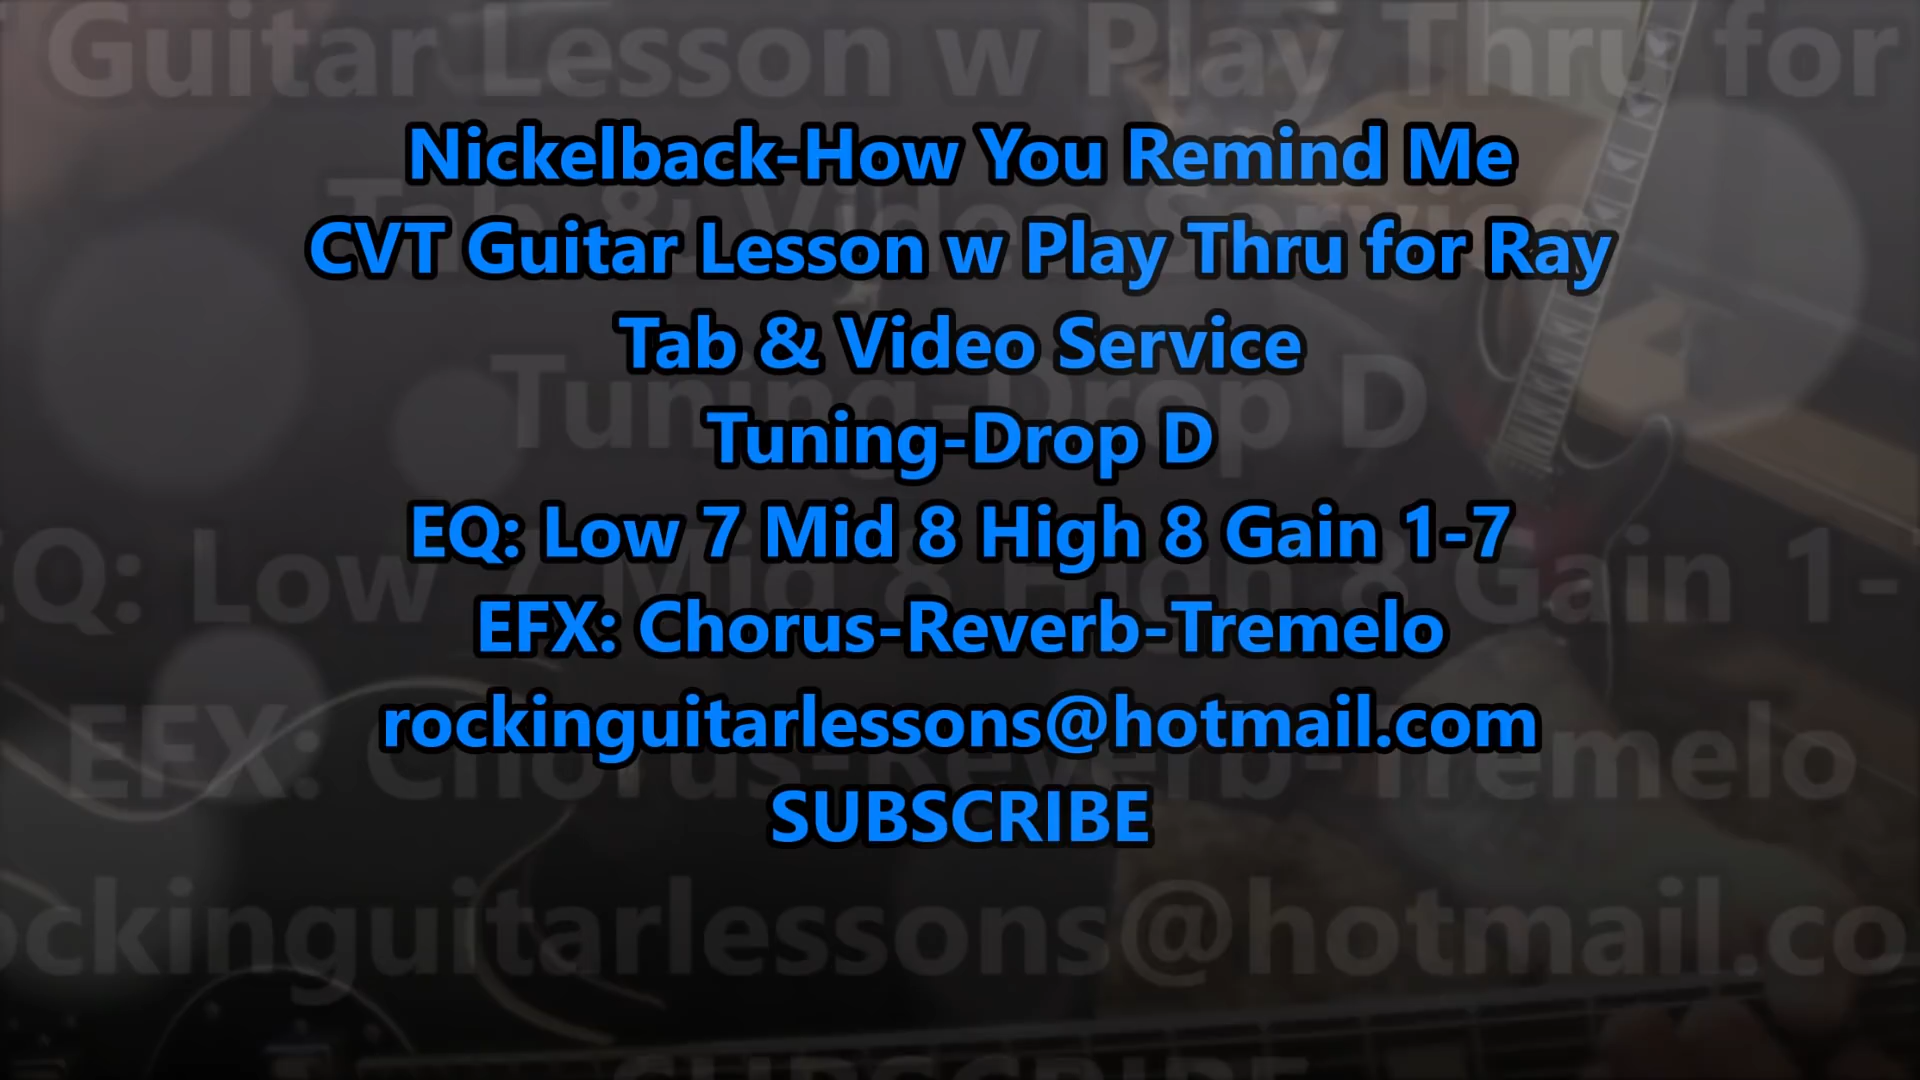 Nickelback-How You Remind Me
CVT Guitar Lesson w Play Thru for Ray
Tab & Video Service
Tuning-Drop D
EQ: Low 7 Mid 8 High 8 Gain 1-7
EFX: Chorus-Reverb-Tremelo
rockinguitarlessons@hotmail.com
SUBSCRIBE